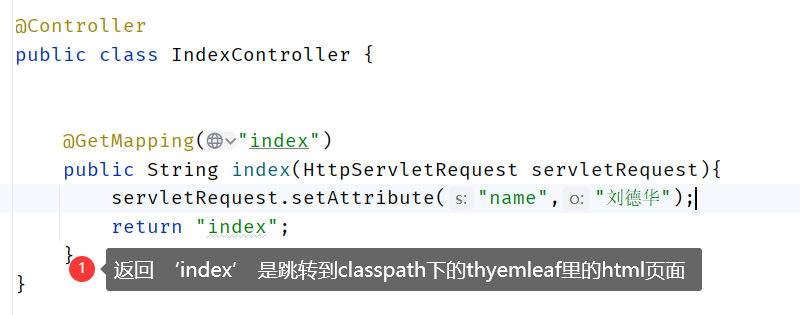 @Controller
public class IndexController {
@GetMapping("index")
public String index(HttpServletRequest servletRequest){
servletRequest.setAttribute( s: "name", o: "刘德华");
return "index";
}
1 返回 ‘index’ 是跳转到classpath下的thyemleaf里的html页面
}